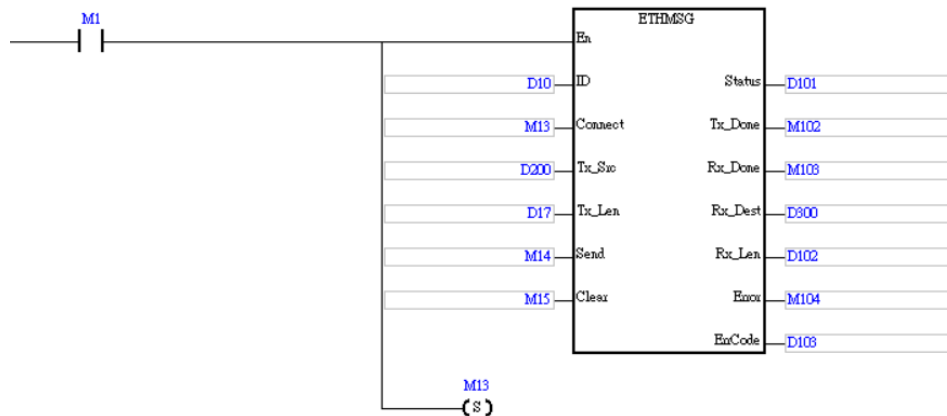 M1
ETHMSG
En
D10 ID Status D101
M13 Connect Tx_Done M102
D200 Tx_Src Rx_Done M103
D17 Tx_Len Rx_Dest D300
M14 Send Rx_Len D102
M15 Clear Error M104
ErrCode D103
M13
(S)